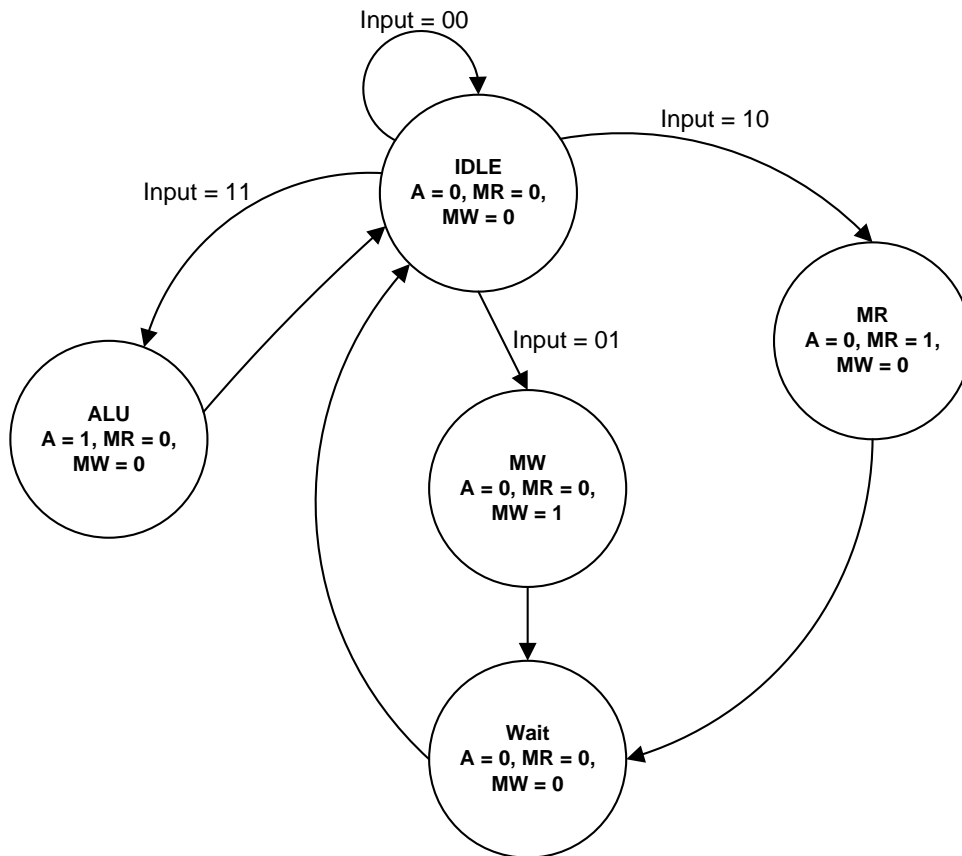 Input = 00
Input = 10
IDLE
A = 0, MR = 0,
MW = 0
Input = 11
MR
A = 0, MR = 1,
MW = 0
Input = 01
ALU
A = 1, MR = 0,
MW = 0
MW
A = 0, MR = 0,
MW = 1
Wait
A = 0, MR = 0,
MW = 0